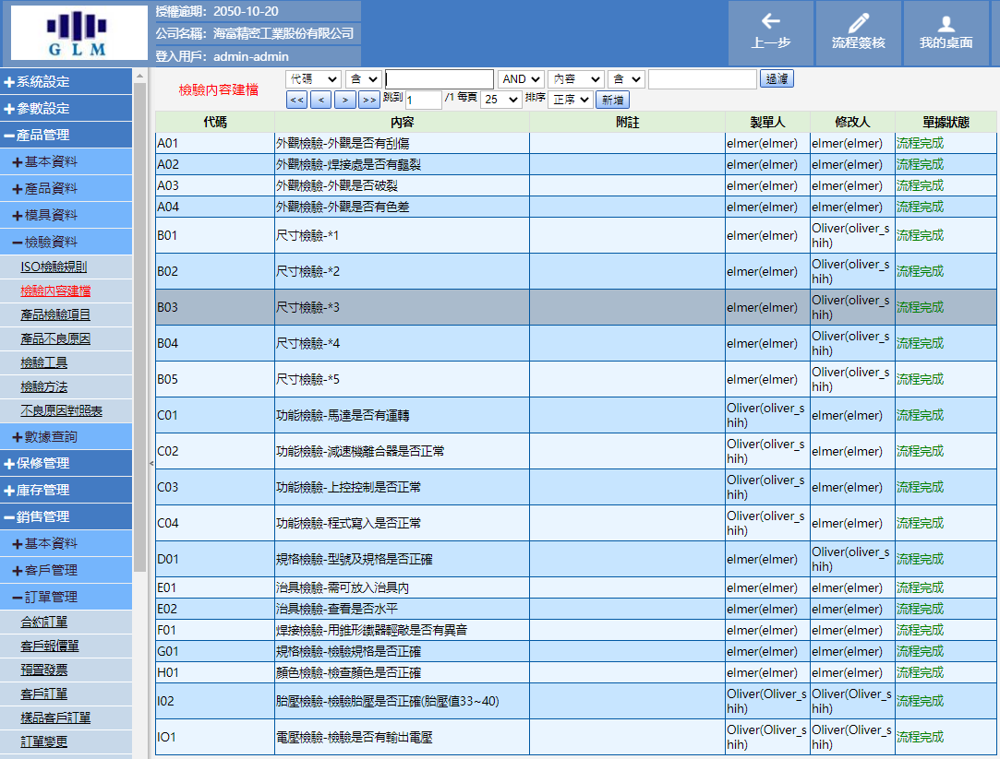 GLM
授權逾期：2050-10-20
公司名稱：海富精密工業股份有限公司
登入用戶：admin-admin
上一步
流程簽核
我的桌面
系統設定
參數設定
產品管理
基本資料
產品資料
模具資料
檢驗資料
ISO檢驗規則
檢驗內容建檔
產品檢驗項目
產品不良原因
檢驗工具
檢驗方法
不良原因對照表
數據查詢
保修管理
庫存管理
銷售管理
基本資料
客戶管理
訂單管理
合約訂單
客戶報價單
預置發票
客戶訂單
樣品客戶訂單
訂單變更
檢驗內容建檔
代碼 含 AND 內容 含 過濾
<< < > >> 跳到 1 /1 每頁 25 排序 正序 新增
代碼 內容 附註 製單人 修改人 單據狀態
A01 外觀檢驗-外觀是否有刮傷 elmer(elmer) elmer(elmer) 流程完成
A02 外觀檢驗-焊接處是否有龜裂 elmer(elmer) elmer(elmer) 流程完成
A03 外觀檢驗-外觀是否破裂 elmer(elmer) elmer(elmer) 流程完成
A04 外觀檢驗-外觀是否有色差 elmer(elmer) elmer(elmer) 流程完成
B01 尺寸檢驗-*1 elmer(elmer) Oliver(oliver_shih) 流程完成
B02 尺寸檢驗-*2 elmer(elmer) Oliver(oliver_shih) 流程完成
B03 尺寸檢驗-*3 elmer(elmer) Oliver(oliver_shih) 流程完成
B04 尺寸檢驗-*4 elmer(elmer) Oliver(oliver_shih) 流程完成
B05 尺寸檢驗-*5 elmer(elmer) Oliver(oliver_shih) 流程完成
C01 功能檢驗-馬達是否有運轉 Oliver(oliver_shih) elmer(elmer) 流程完成
C02 功能檢驗-減速機離合器是否正常 Oliver(oliver_shih) elmer(elmer) 流程完成
C03 功能檢驗-上控控制是否正常 Oliver(oliver_shih) elmer(elmer) 流程完成
C04 功能檢驗-程式寫入是否正常 Oliver(oliver_shih) elmer(elmer) 流程完成
D01 規格檢驗-型號及規格是否正確 elmer(elmer) Oliver(oliver_shih) 流程完成
E01 治具檢驗-需可放入治具內 elmer(elmer) elmer(elmer) 流程完成
E02 治具檢驗-查看是否水平 elmer(elmer) elmer(elmer) 流程完成
F01 焊接檢驗-用錐形鐵器輕敲是否有異音 elmer(elmer) elmer(elmer) 流程完成
G01 規格檢驗-檢驗規格是否正確 elmer(elmer) elmer(elmer) 流程完成
H01 顏色檢驗-檢查顏色是否正確 elmer(elmer) elmer(elmer) 流程完成
I02 胎壓檢驗-檢驗胎壓是否正確(胎壓值33~40) Oliver(Oliver_shih) Oliver(Oliver_shih) 流程完成
IO1 電壓檢驗-檢驗是否有輸出電壓 Oliver(Oliver_shih) Oliver(Oliver_shih) 流程完成